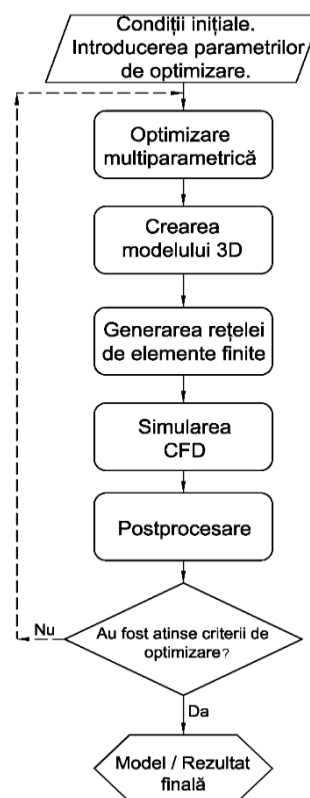 Condiții inițiale.
Introducerea parametrilor
de optimizare.
Optimizare
multiparametrică
Crearea
modelului 3D
Generarea rețelei
de elemente finite
Simularea
CFD
Postprocesare
Au fost atinse criterii de
optimizare?
Nu
Da
Model / Rezultat
finală